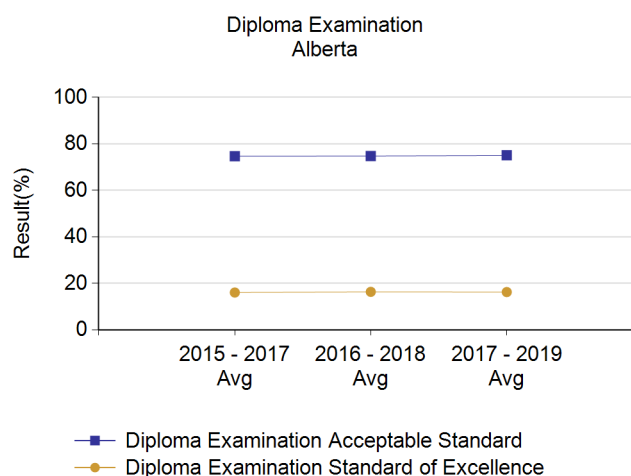 Diploma Examination
Alberta
100
80
60
40
20
0
Result(%)
2015 - 2017 2016 - 2018 2017 - 2019
Avg Avg Avg
Diploma Examination Acceptable Standard
Diploma Examination Standard of Excellence